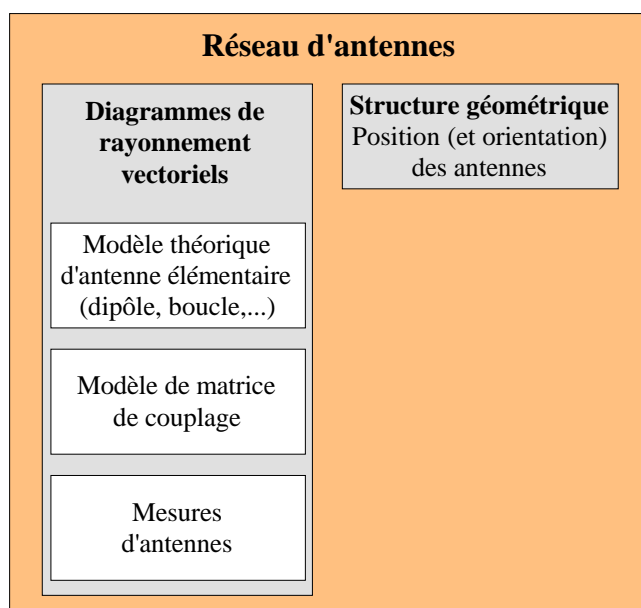 Réseau d'antennes
Diagrammes de
rayonnement
vectoriels
Modèle théorique
d'antenne élémentaire
(dipôle, boucle,...)
Modèle de matrice
de couplage
Mesures
d'antennes
Structure géométrique
Position (et orientation)
des antennes